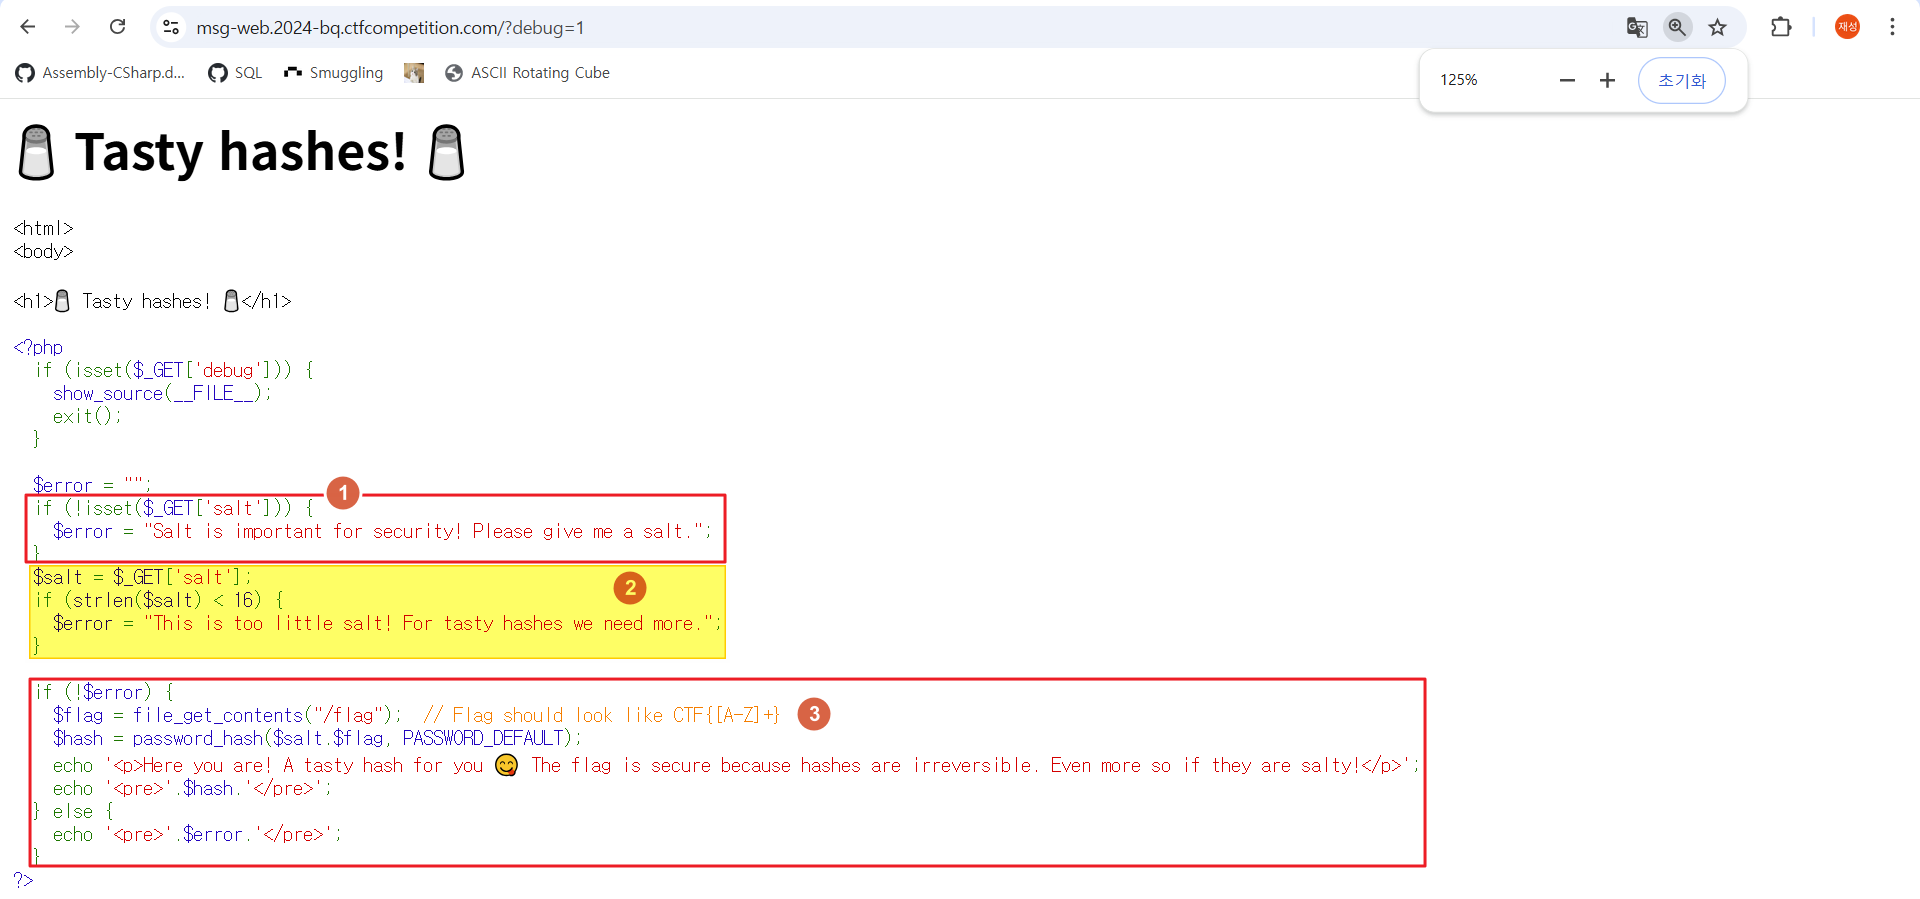 msg-web.2024-bq.ctfcompetition.com/?debug=1
재성
Assembly-CSharp.d... SQL Smuggling ASCII Rotating Cube
125% − + 초기화
Tasty hashes!
<html>
<body>
<h1>🧂 Tasty hashes! 🧂</h1>
<?php
if (isset($_GET['debug'])) {
show_source(__FILE__);
exit();
}
$error = "";
1
if (!isset($_GET['salt'])) {
$error = "Salt is important for security! Please give me a salt.";
}
$salt = $_GET['salt'];
2
if (strlen($salt) < 16) {
$error = "This is too little salt! For tasty hashes we need more.";
}
if (!$error) {
$flag = file_get_contents("/flag"); // Flag should look like CTF{[A-Z]+} 3
$hash = password_hash($salt.$flag, PASSWORD_DEFAULT);
echo '<p>Here you are! A tasty hash for you 😋 The flag is secure because hashes are irreversible. Even more so if they are salty!</p>';
echo '<pre>'.$hash.'</pre>';
} else {
echo '<pre>'.$error.'</pre>';
}
?>